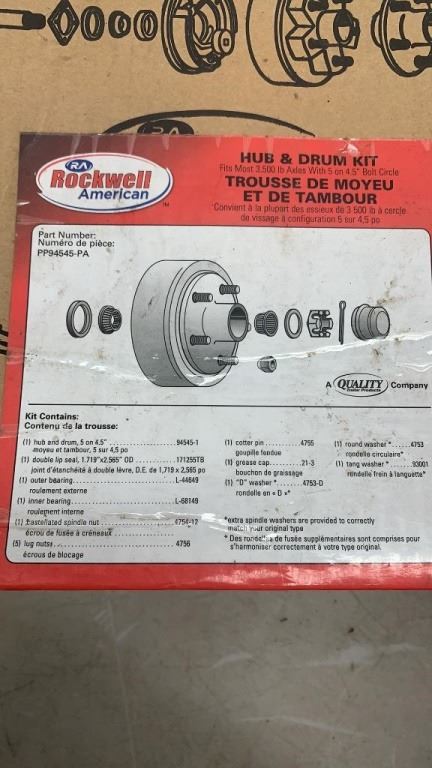 RA
RA
Rockwell
American
TM
HUB & DRUM KIT
Fits Most 3,500 lb Axles With 5 on 4.5" Bolt Circle
TROUSSE DE MOYEU
ET DE TAMBOUR
Convient à la plupart des essieux de 3 500 lb à cercle
de vissage à configuration 5 sur 4,5 po
Part Number:
Numéro de pièce:
PP94545-PA
A QUALITY Company
Trailer Products
Kit Contains:
Contenu de la trousse:
(1) hub and drum, 5 on 4.5" 94545-1
moyeu et tambour, 5 sur 4,5 po
(1) double lip seal, 1.719"x2.565" OD 171255TB
joint d'étanchéité à double lèvre, D.E. de 1,719 x 2,565 po
(1) outer bearing L-44649
roulement externe
(1) inner bearing L-68149
roulement interne
(1) castellated spindle nut 4754-12
écrou de fusée à créneaux
(5) lug nuts 4756
écrous de blocage
(1) cotter pin 4755
goupille fendue
(1) grease cap 21-3
bouchon de graissage
(1) "D" washer* 4753-D
rondelle en « D »*
(1) round washer* 4753
rondelle circulaire*
(1) tang washer* 93001
rondelle frein à languette*
*extra spindle washers are provided to correctly
match your original type
* Des rondelles de fusée supplémentaires sont comprises pour
s'harmoniser correctement à votre type original.